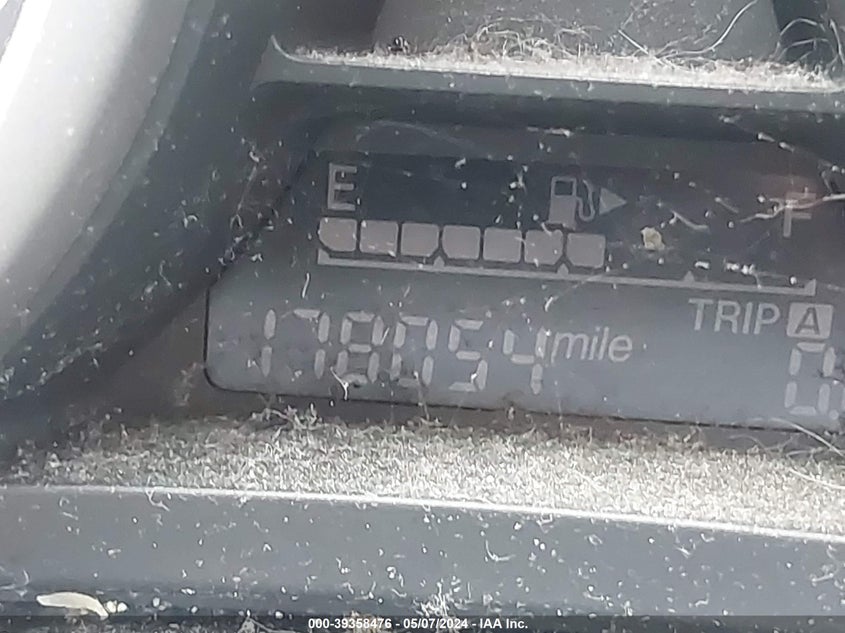 E F
TRIP A
178054 mile
000-39358476 - 05/07/2024 - IAA Inc.